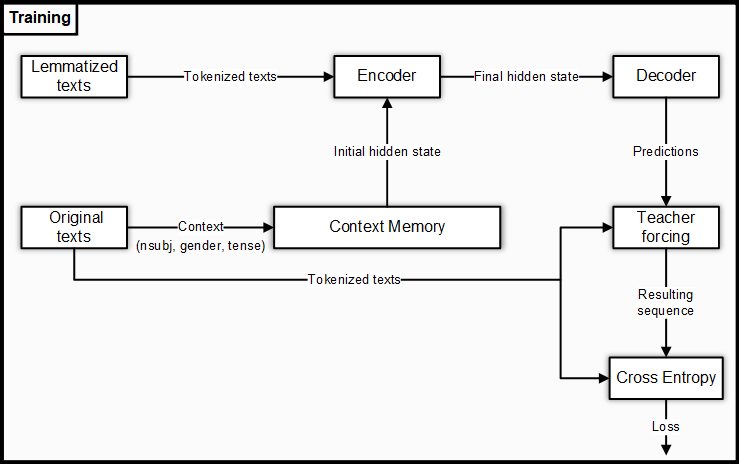 Training
Lemmatized
texts
Tokenized texts
Encoder
Final hidden state
Decoder
Initial hidden state
Predictions
Original
texts
Context
(nsubj, gender, tense)
Context Memory
Teacher
forcing
Tokenized texts
Resulting
sequence
Cross Entropy
Loss